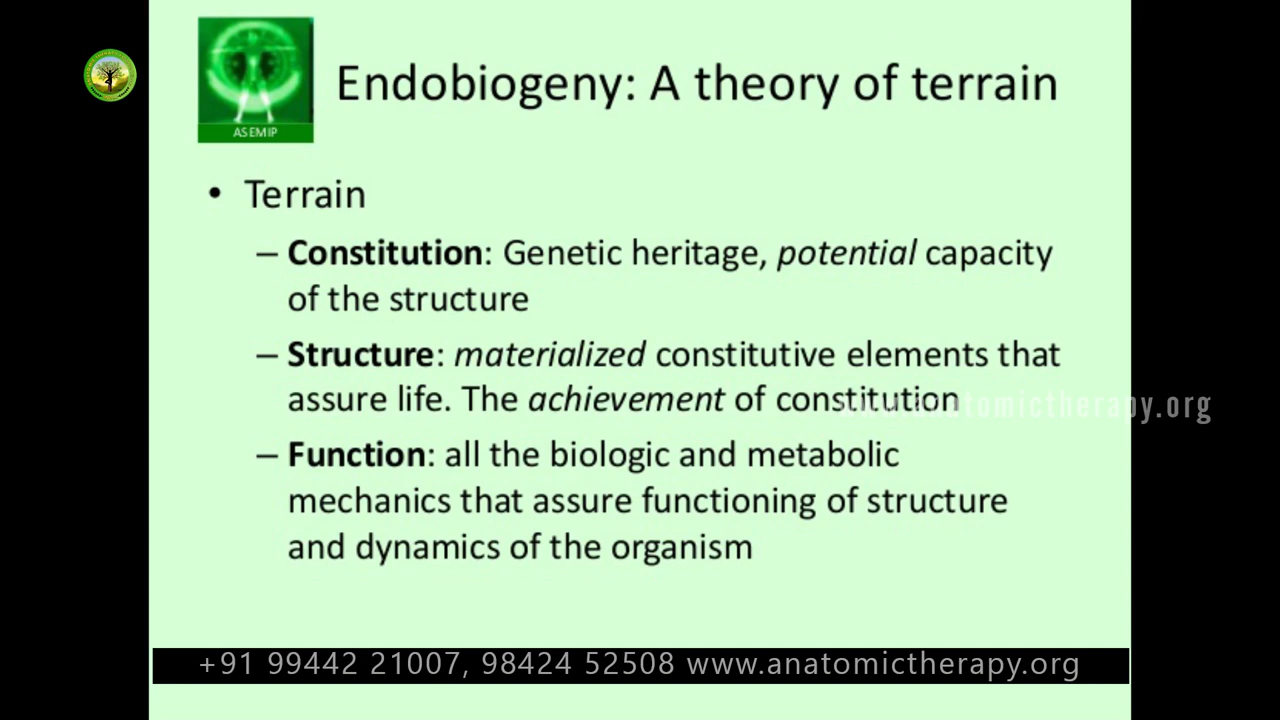 Endobiogeny: A theory of terrain
ASEMIP
• Terrain
– Constitution: Genetic heritage, potential capacity
of the structure
– Structure: materialized constitutive elements that
assure life. The achievement of constitution
www.anatomictherapy.org
– Function: all the biologic and metabolic
mechanics that assure functioning of structure
and dynamics of the organism
+91 99442 21007, 98424 52508 www.anatomictherapy.org